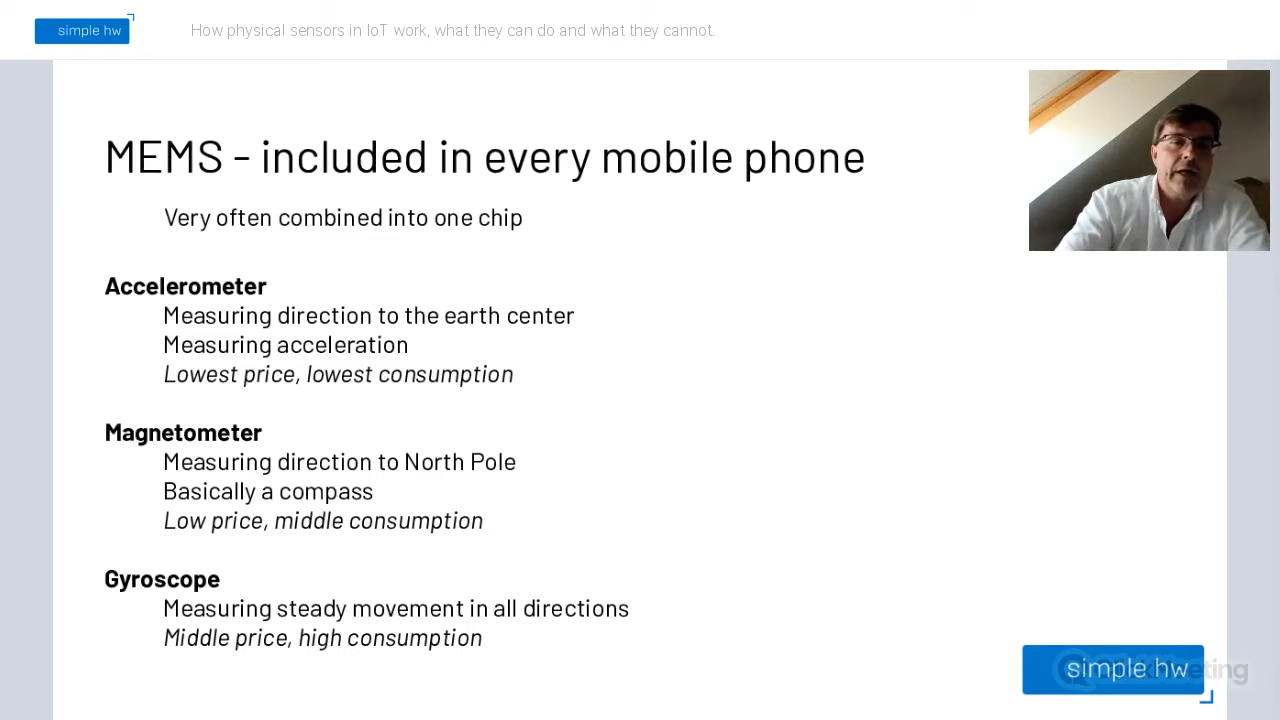 simple hw
How physical sensors in IoT work, what they can do and what they cannot.
MEMS - included in every mobile phone
Very often combined into one chip
Accelerometer
Measuring direction to the earth center
Measuring acceleration
Lowest price, lowest consumption
Magnetometer
Measuring direction to North Pole
Basically a compass
Low price, middle consumption
Gyroscope
Measuring steady movement in all directions
Middle price, high consumption
simple hw